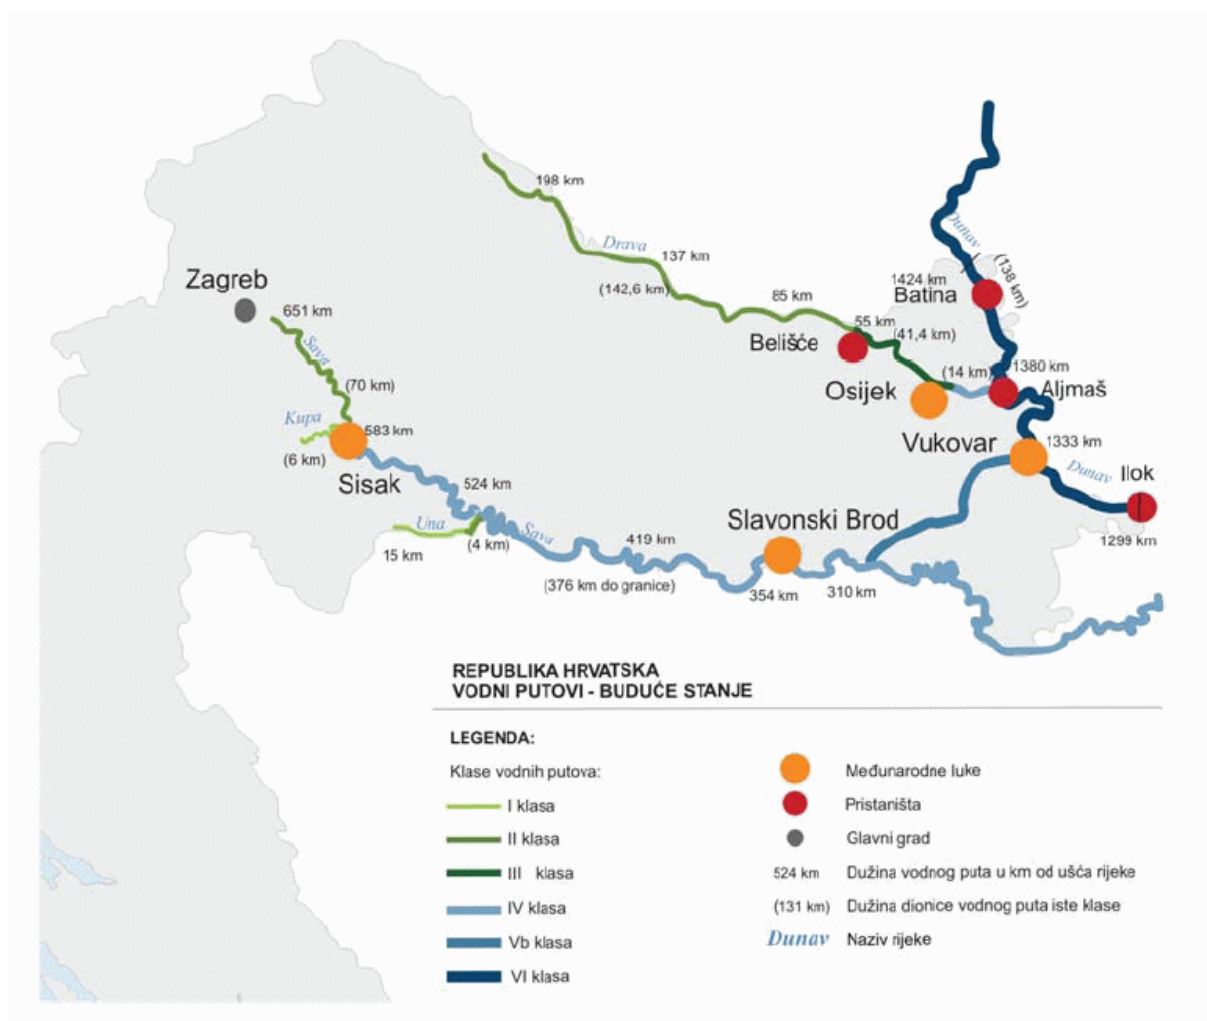 198 km
Drava
137 km
(142,6 km)
85 km
Dunav
(138 km)
1424 km
Batina
Zagreb
651 km
Sava
(70 km)
55 km
(41,4 km)
Belišće
(14 km)
1380 km
Osijek
Aljmaš
Kupa
583 km
(6 km)
Sisak
Vukovar
1333 km
Dunav
Ilok
1299 km
524 km
Una
(4 km)
15 km
Sava
Slavonski Brod
419 km
(376 km do granice)
354 km
310 km
REPUBLIKA HRVATSKA
VODNI PUTOVI - BUDUĆE STANJE
LEGENDA:
Klase vodnih putova:
I klasa
II klasa
III klasa
IV klasa
Vb klasa
VI klasa
Međunarodne luke
Pristaništa
Glavni grad
524 km Dužina vodnog puta u km od ušća rijeke
(131 km) Dužina dionice vodnog puta iste klase
Dunav Naziv rijeke